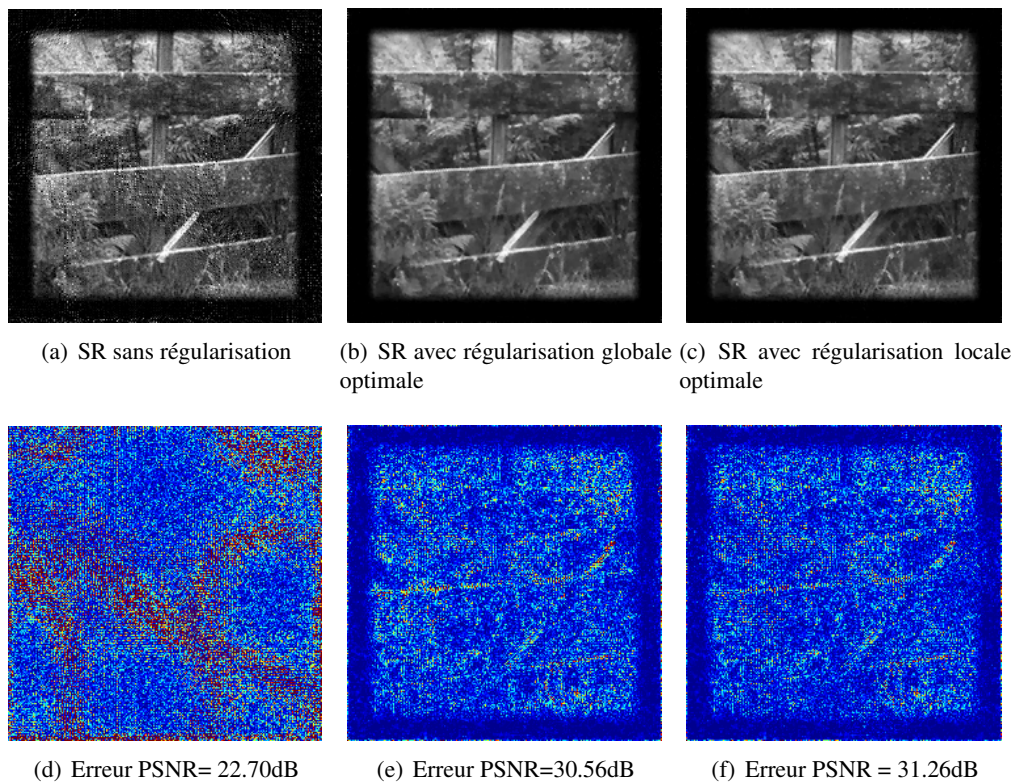 (a) SR sans régularisation
(b) SR avec régularisation globale
optimale
(c) SR avec régularisation locale
optimale
(d) Erreur PSNR= 22.70dB
(e) Erreur PSNR=30.56dB
(f) Erreur PSNR = 31.26dB